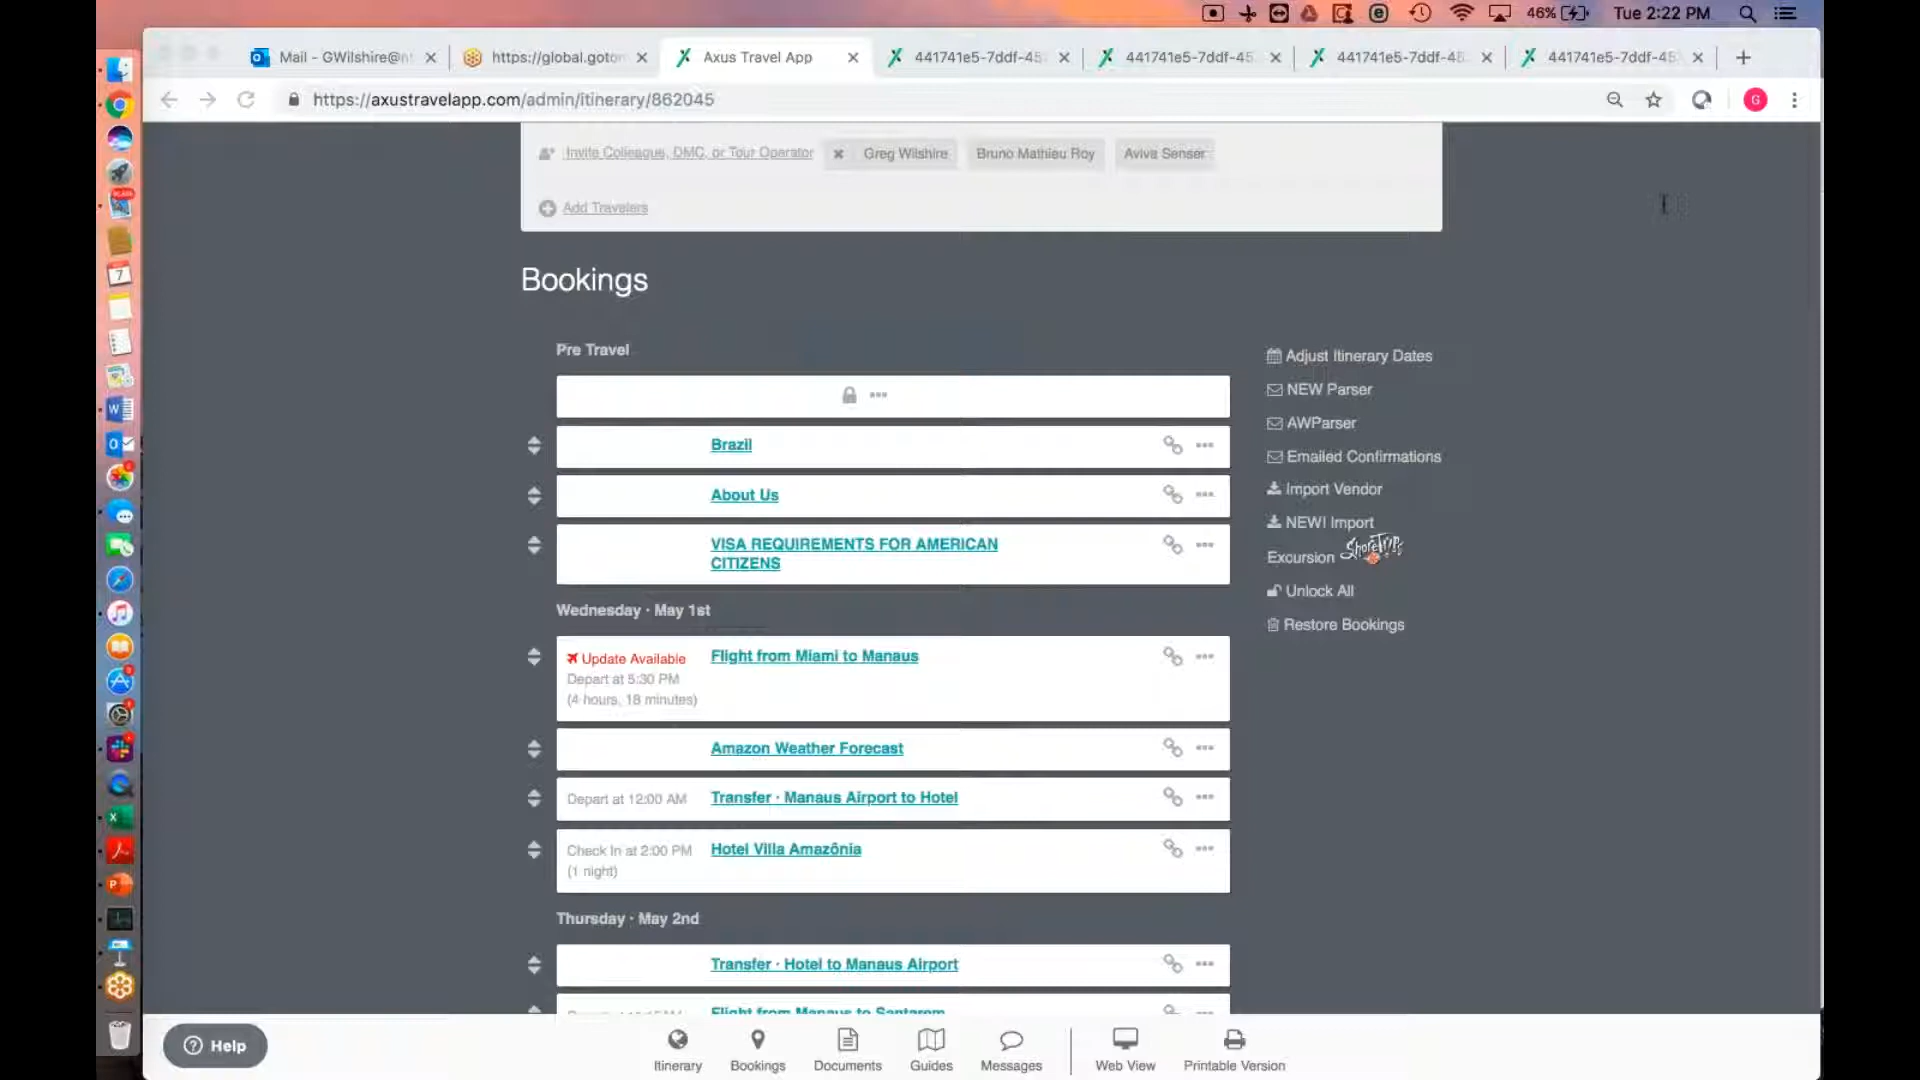 46%
Tue 2:22 PM
Mail - GWilshire@n
https://global.goto
Axus Travel App
441741e5-7ddf-45
441741e5-7ddf-45
441741e5-7ddf-45
441741e5-7ddf-45
https://axustravelapp.com/admin/itinerary/862045
G
Invite Colleague, DMC, or Tour Operator
Greg Wilshire
Bruno Mathieu Roy
Aviva Senser
Add Travelers
Bookings
Pre Travel
Brazil
About Us
VISA REQUIREMENTS FOR AMERICAN
CITIZENS
Wednesday · May 1st
Update Available
Flight from Miami to Manaus
Depart at 5:30 PM
(4 hours, 18 minutes)
Amazon Weather Forecast
Depart at 12:00 AM
Transfer · Manaus Airport to Hotel
Check In at 2:00 PM
Hotel Villa Amazônia
(1 night)
Thursday · May 2nd
Transfer · Hotel to Manaus Airport
Flight from Manaus to Santarem
Adjust Itinerary Dates
NEW Parser
AWParser
Emailed Confirmations
Import Vendor
NEW! Import
Excursion ShoreTrips
Unlock All
Restore Bookings
Help
Itinerary
Bookings
Documents
Guides
Messages
Web View
Printable Version